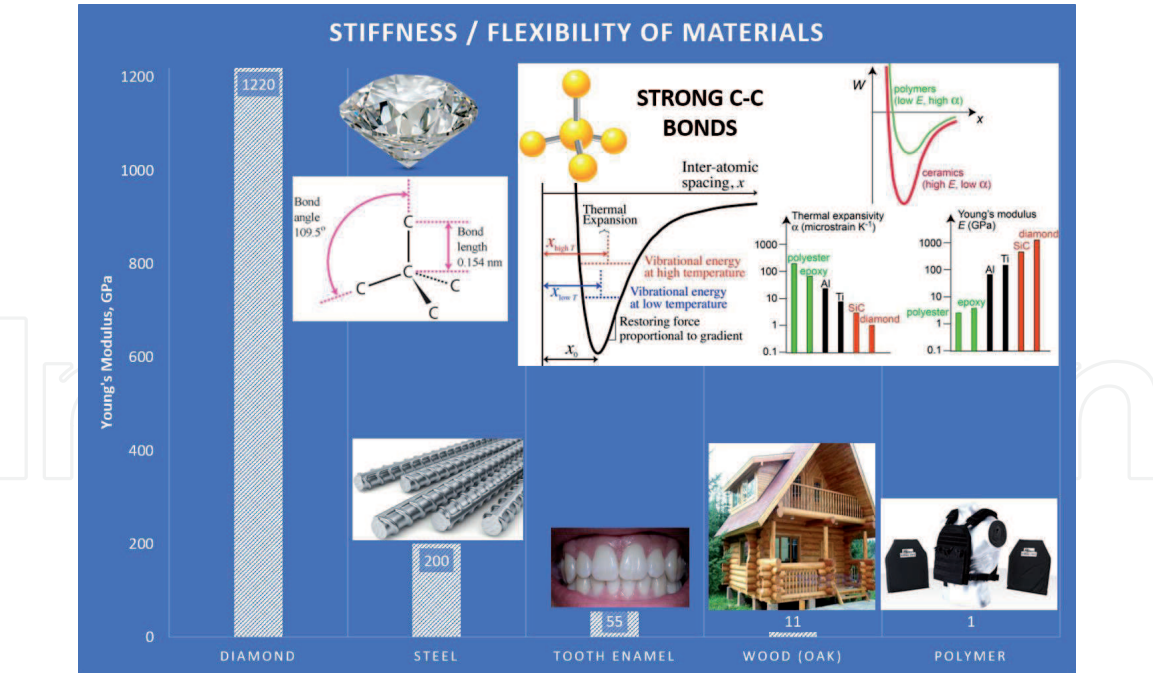 STIFFNESS / FLEXIBILITY OF MATERIALS
Young's Modulus, GPa
1200
1000
800
600
400
200
0
1220
200
55
11
1
DIAMOND
STEEL
TOOTH ENAMEL
WOOD (OAK)
POLYMER
Bond
angle
109.5°
C
C
C
C
C
Bond
length
0.154 nm
STRONG C-C
BONDS
Inter-atomic
spacing, x
Thermal
Expansion
x high T
Vibrational energy
at high temperature
x low T
Vibrational energy
at low temperature
Restoring force
proportional to gradient
x₀
W
x
polymers
(low E, high α)
ceramics
(high E, low α)
Thermal expansivity
α (microstrain K⁻¹)
1000
100
10
1
0.1
polyester
epoxy
Al
Ti
SiC
diamond
Young's modulus
E (GPa)
1000
100
10
1
0.1
polyester
epoxy
Al
Ti
SiC
diamond